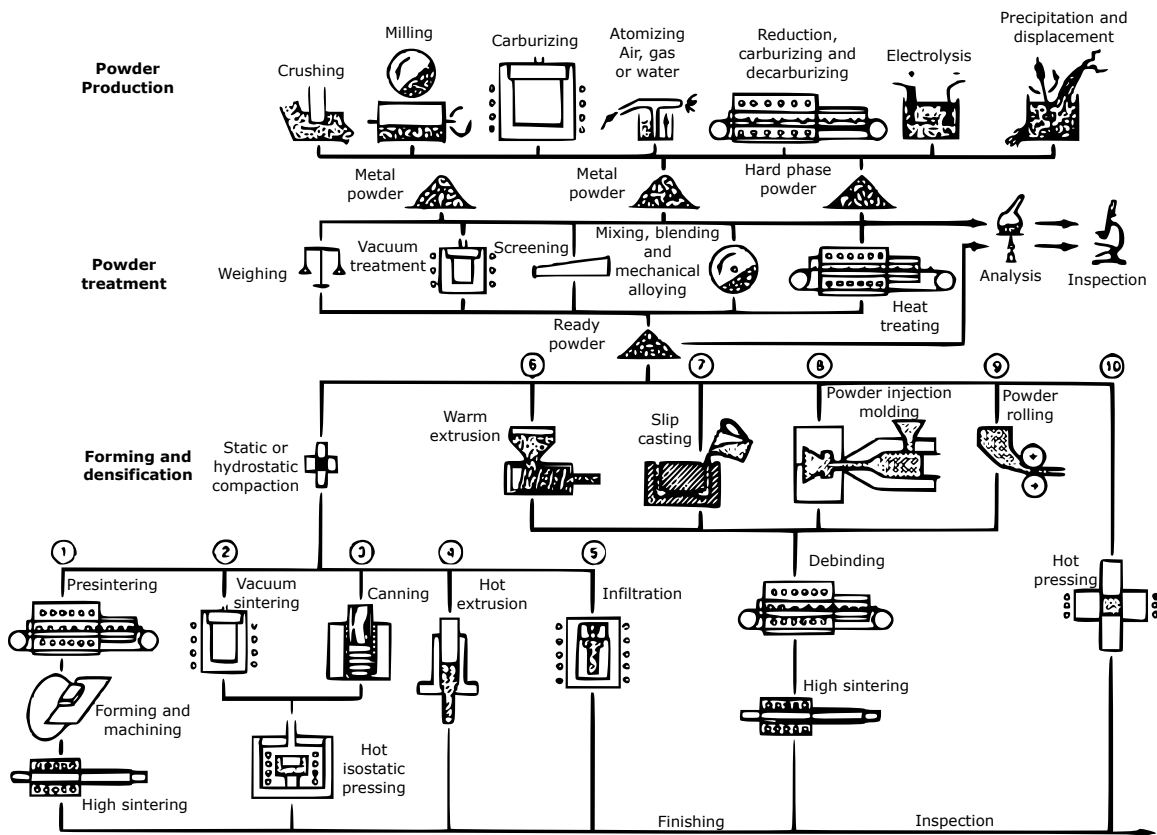 Powder
Production
Crushing
Milling
Carburizing
Atomizing
Air, gas
or water
Reduction,
carburizing and
decarburizing
Electrolysis
Precipitation and
displacement
Metal
powder
Metal
powder
Hard phase
powder
Powder
treatment
Weighing
Vacuum
treatment
Screening
Mixing, blending
and
mechanical
alloying
Heat
treating
Analysis
Inspection
Ready
powder
6
7
8
9
10
Forming and
densification
Static or
hydrostatic
compaction
Warm
extrusion
Slip
casting
Powder injection
molding
Powder
rolling
1
2
3
4
5
Presintering
Vacuum
sintering
Canning
Hot
extrusion
Infiltration
Debinding
Hot
pressing
Forming and
machining
High sintering
Hot
isostatic
pressing
High sintering
Finishing
Inspection